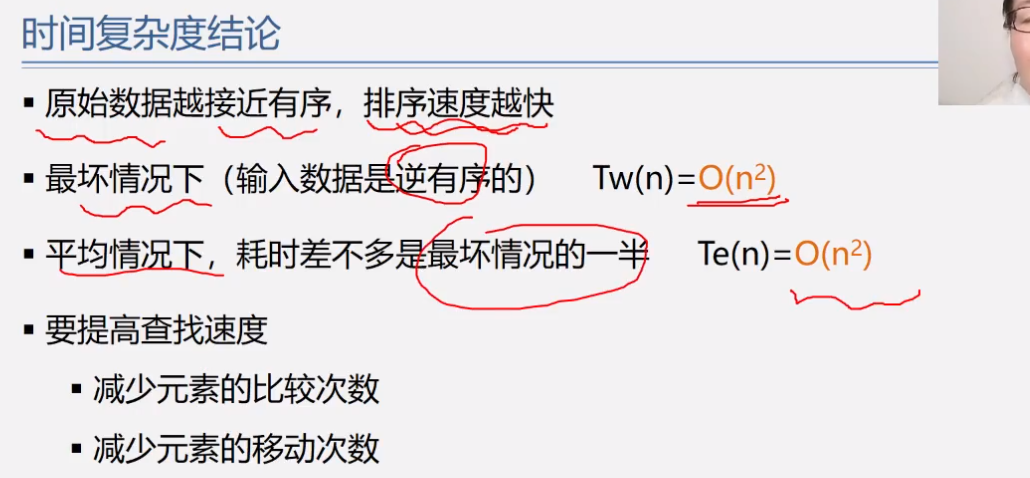 时间复杂度结论
▪ 原始数据越接近有序，排序速度越快
▪ 最坏情况下（输入数据是逆有序的） Tw(n)=O(n²)
▪ 平均情况下，耗时差不多是最坏情况的一半 Te(n)=O(n²)
▪ 要提高查找速度
▪ 减少元素的比较次数
▪ 减少元素的移动次数